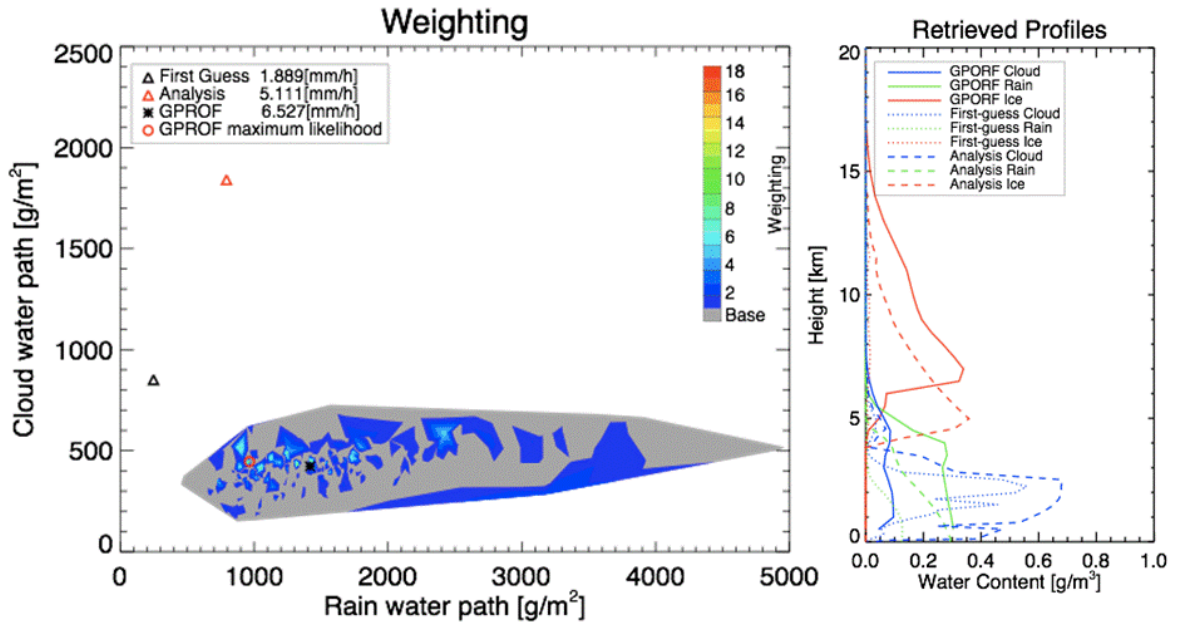 Weighting
2500
2000
1500
1000
500
0
Cloud water path [g/m²]
First Guess 1.889[mm/h]
Analysis 5.111[mm/h]
GPROF 6.527[mm/h]
GPROF maximum likelihood
18
16
14
12
10
8
6
4
2
Base
Weighting
0 1000 2000 3000 4000 5000
Rain water path [g/m²]
Retrieved Profiles
20
15
10
5
0
Height [km]
GPORF Cloud
GPORF Rain
GPORF Ice
First-guess Cloud
First-guess Rain
First-guess Ice
Analysis Cloud
Analysis Rain
Analysis Ice
0.0 0.2 0.4 0.6 0.8 1.0
Water Content [g/m³]